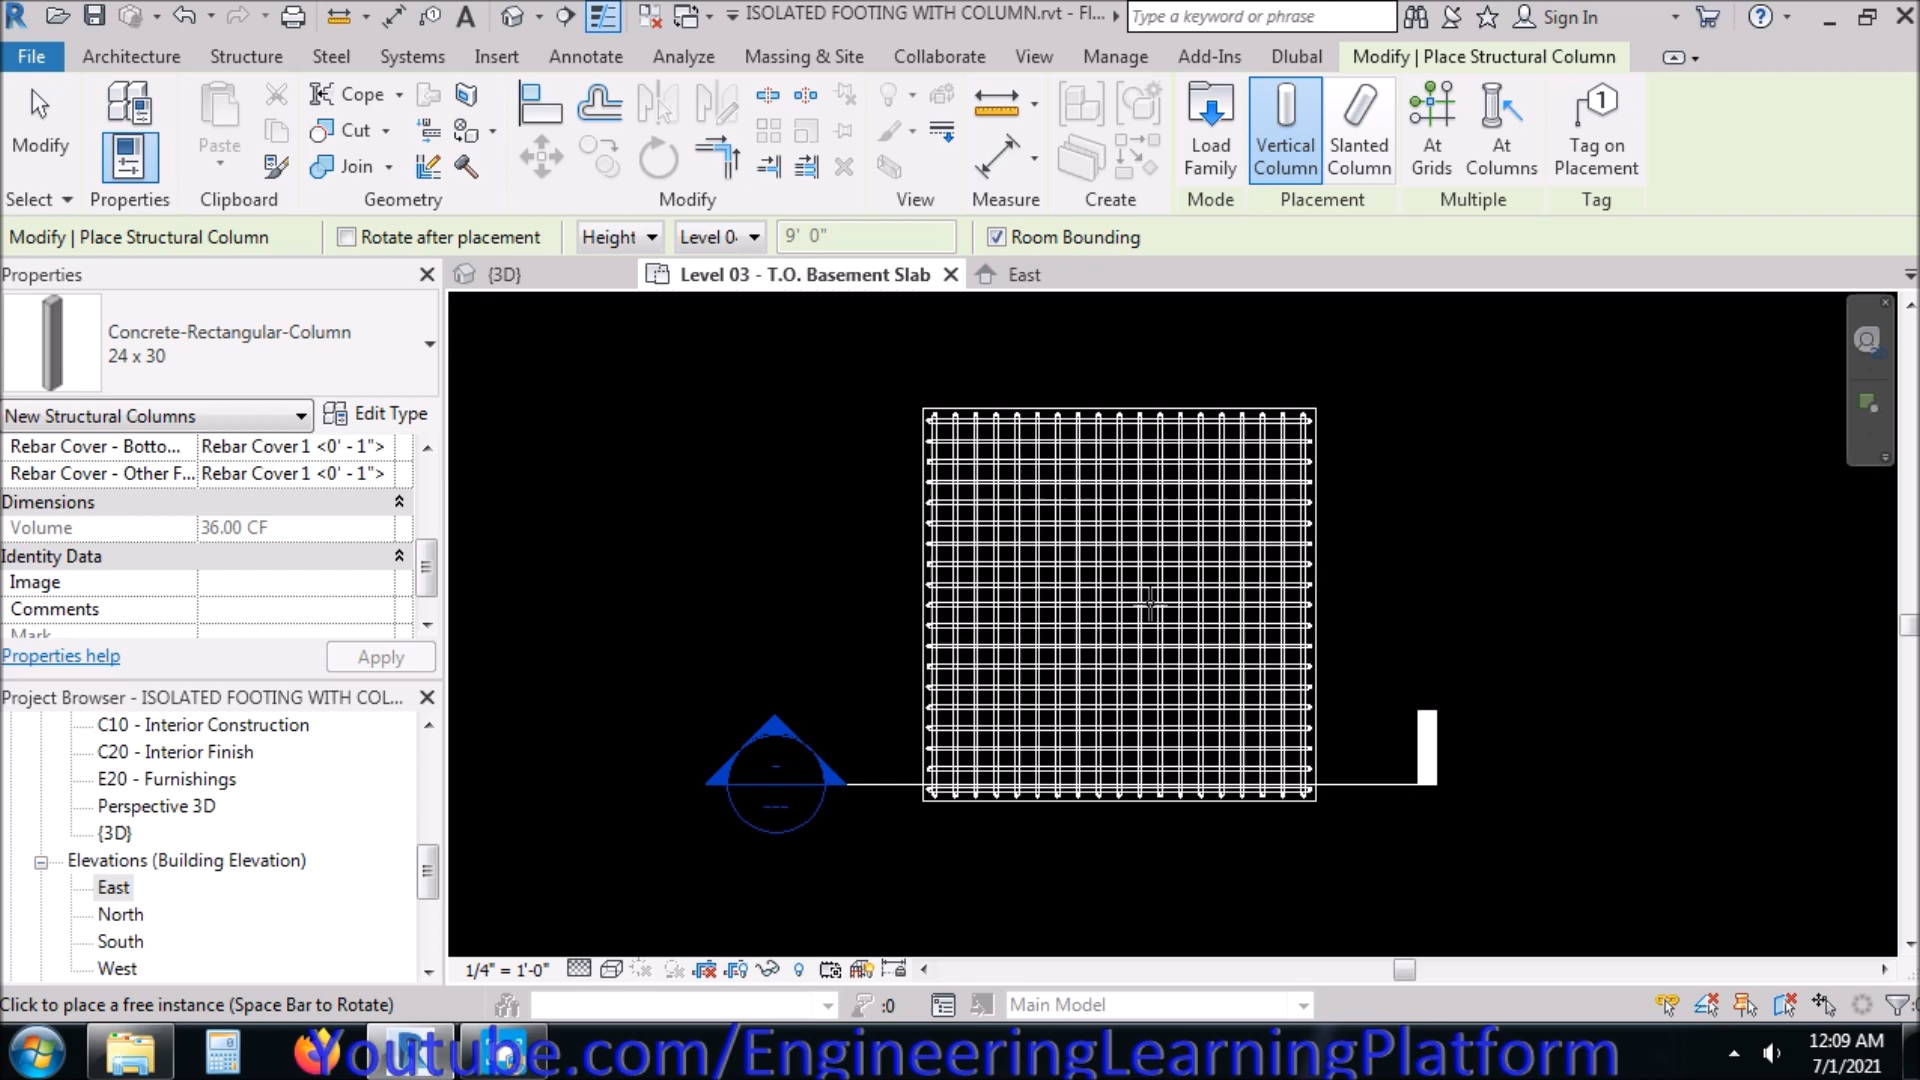 ISOLATED FOOTING WITH COLUMN.rvt - Fl...
Type a keyword or phrase
Sign In
File
Architecture
Structure
Steel
Systems
Insert
Annotate
Analyze
Massing & Site
Collaborate
View
Manage
Add-Ins
Dlubal
Modify | Place Structural Column
Modify
Paste
Cope
Cut
Join
Load Family
Vertical Column
Slanted Column
At Grids
At Columns
Tag on Placement
Select
Properties
Clipboard
Geometry
Modify
View
Measure
Create
Mode
Placement
Multiple
Tag
Modify | Place Structural Column
Rotate after placement
Height
Level 0
9' 0"
Room Bounding
Properties
{3D}
Level 03 - T.O. Basement Slab
East
Concrete-Rectangular-Column
24 x 30
New Structural Columns
Edit Type
Rebar Cover - Botto... Rebar Cover 1 <0' - 1">
Rebar Cover - Other F... Rebar Cover 1 <0' - 1">
Dimensions
Volume 36.00 CF
Identity Data
Image
Comments
Mark
Properties help
Apply
Project Browser - ISOLATED FOOTING WITH COL...
C10 - Interior Construction
C20 - Interior Finish
E20 - Furnishings
Perspective 3D
{3D}
Elevations (Building Elevation)
East
North
South
West
1/4" = 1'-0"
Click to place a free instance (Space Bar to Rotate)
:0
Main Model
Youtube.com/EngineeringLearningPlatform
12:09 AM
7/1/2021